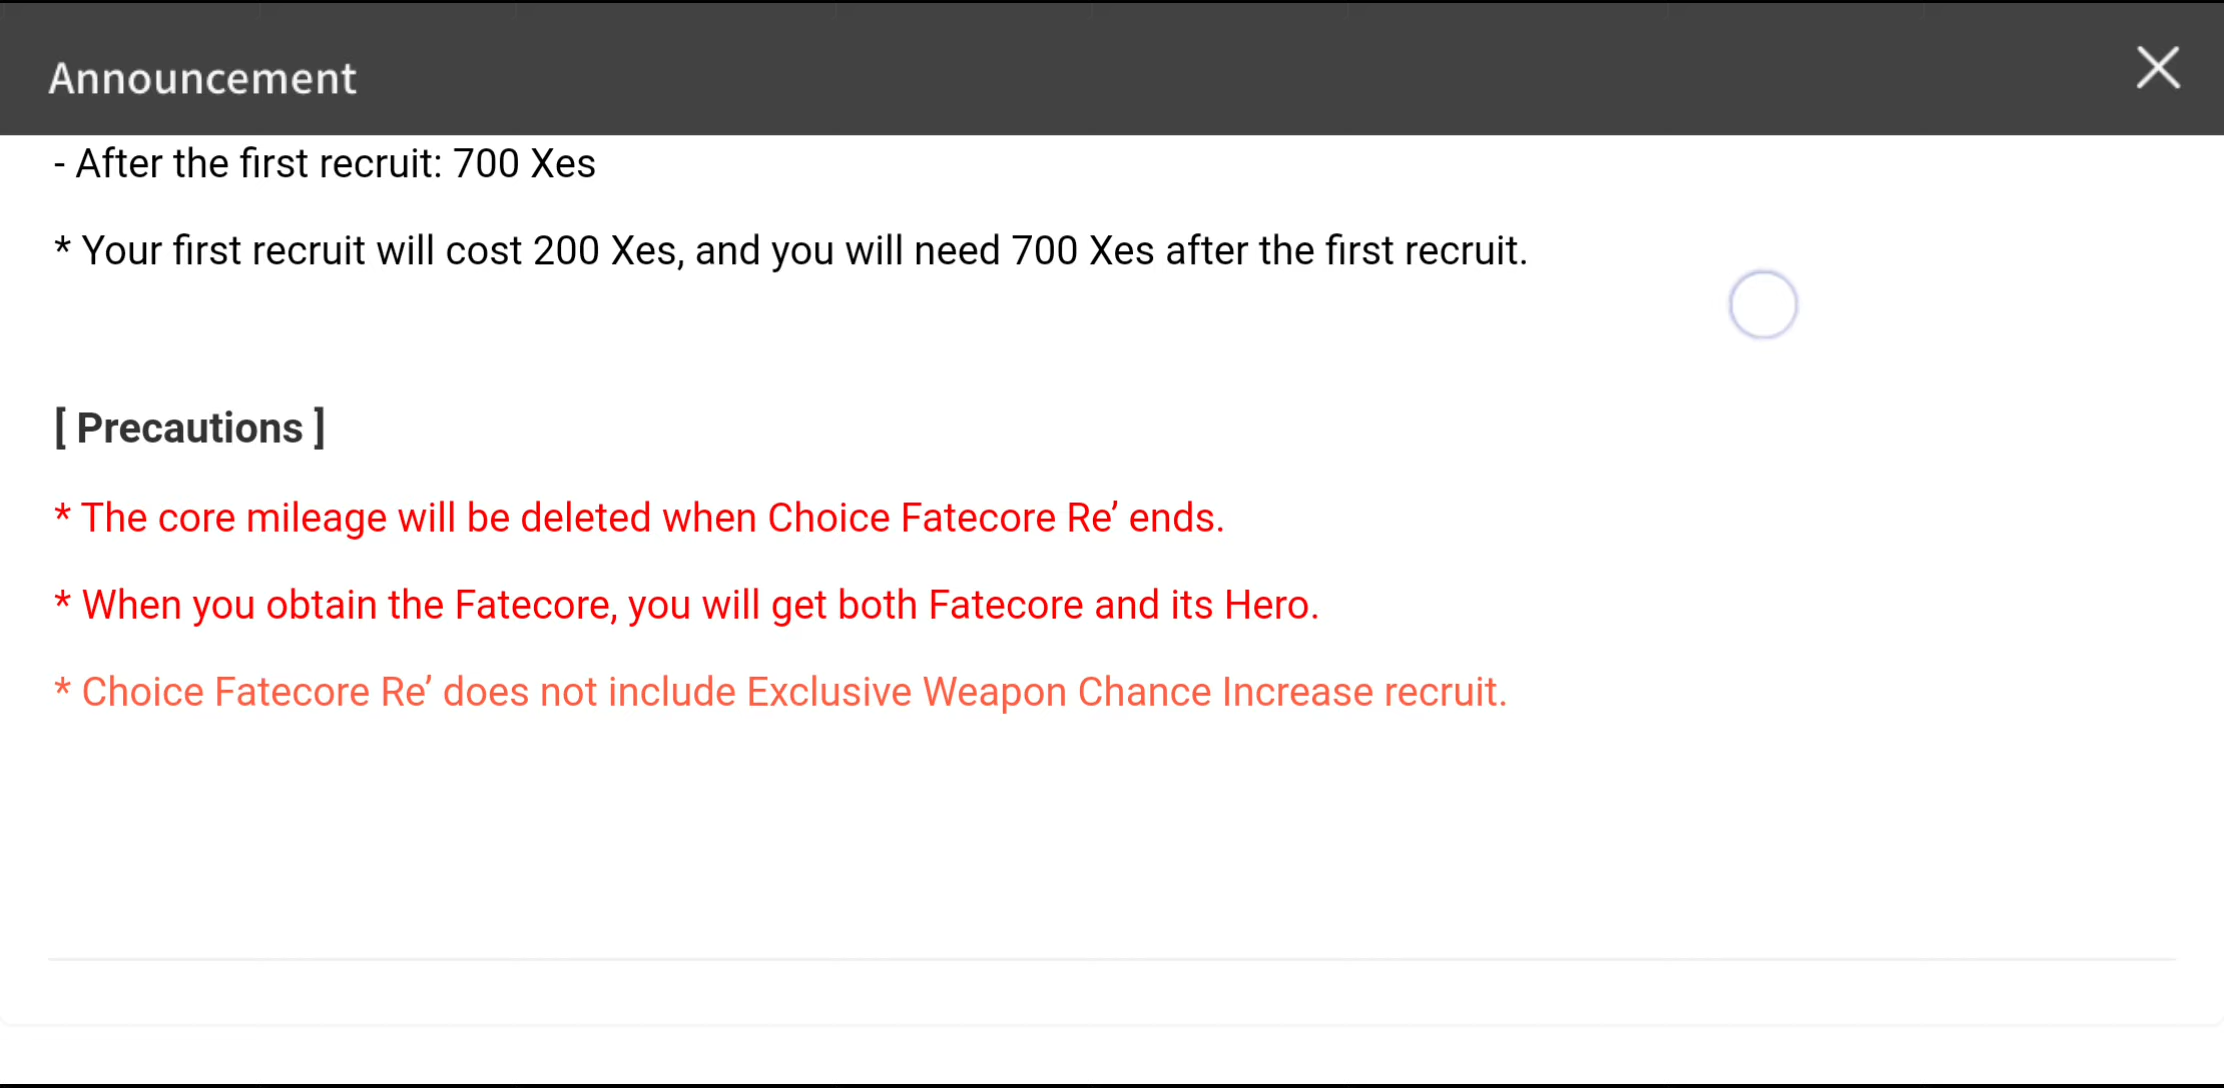 Announcement
- After the first recruit: 700 Xes
* Your first recruit will cost 200 Xes, and you will need 700 Xes after the first recruit.
[ Precautions ]
* The core mileage will be deleted when Choice Fatecore Re’ ends.
* When you obtain the Fatecore, you will get both Fatecore and its Hero.
* Choice Fatecore Re’ does not include Exclusive Weapon Chance Increase recruit.